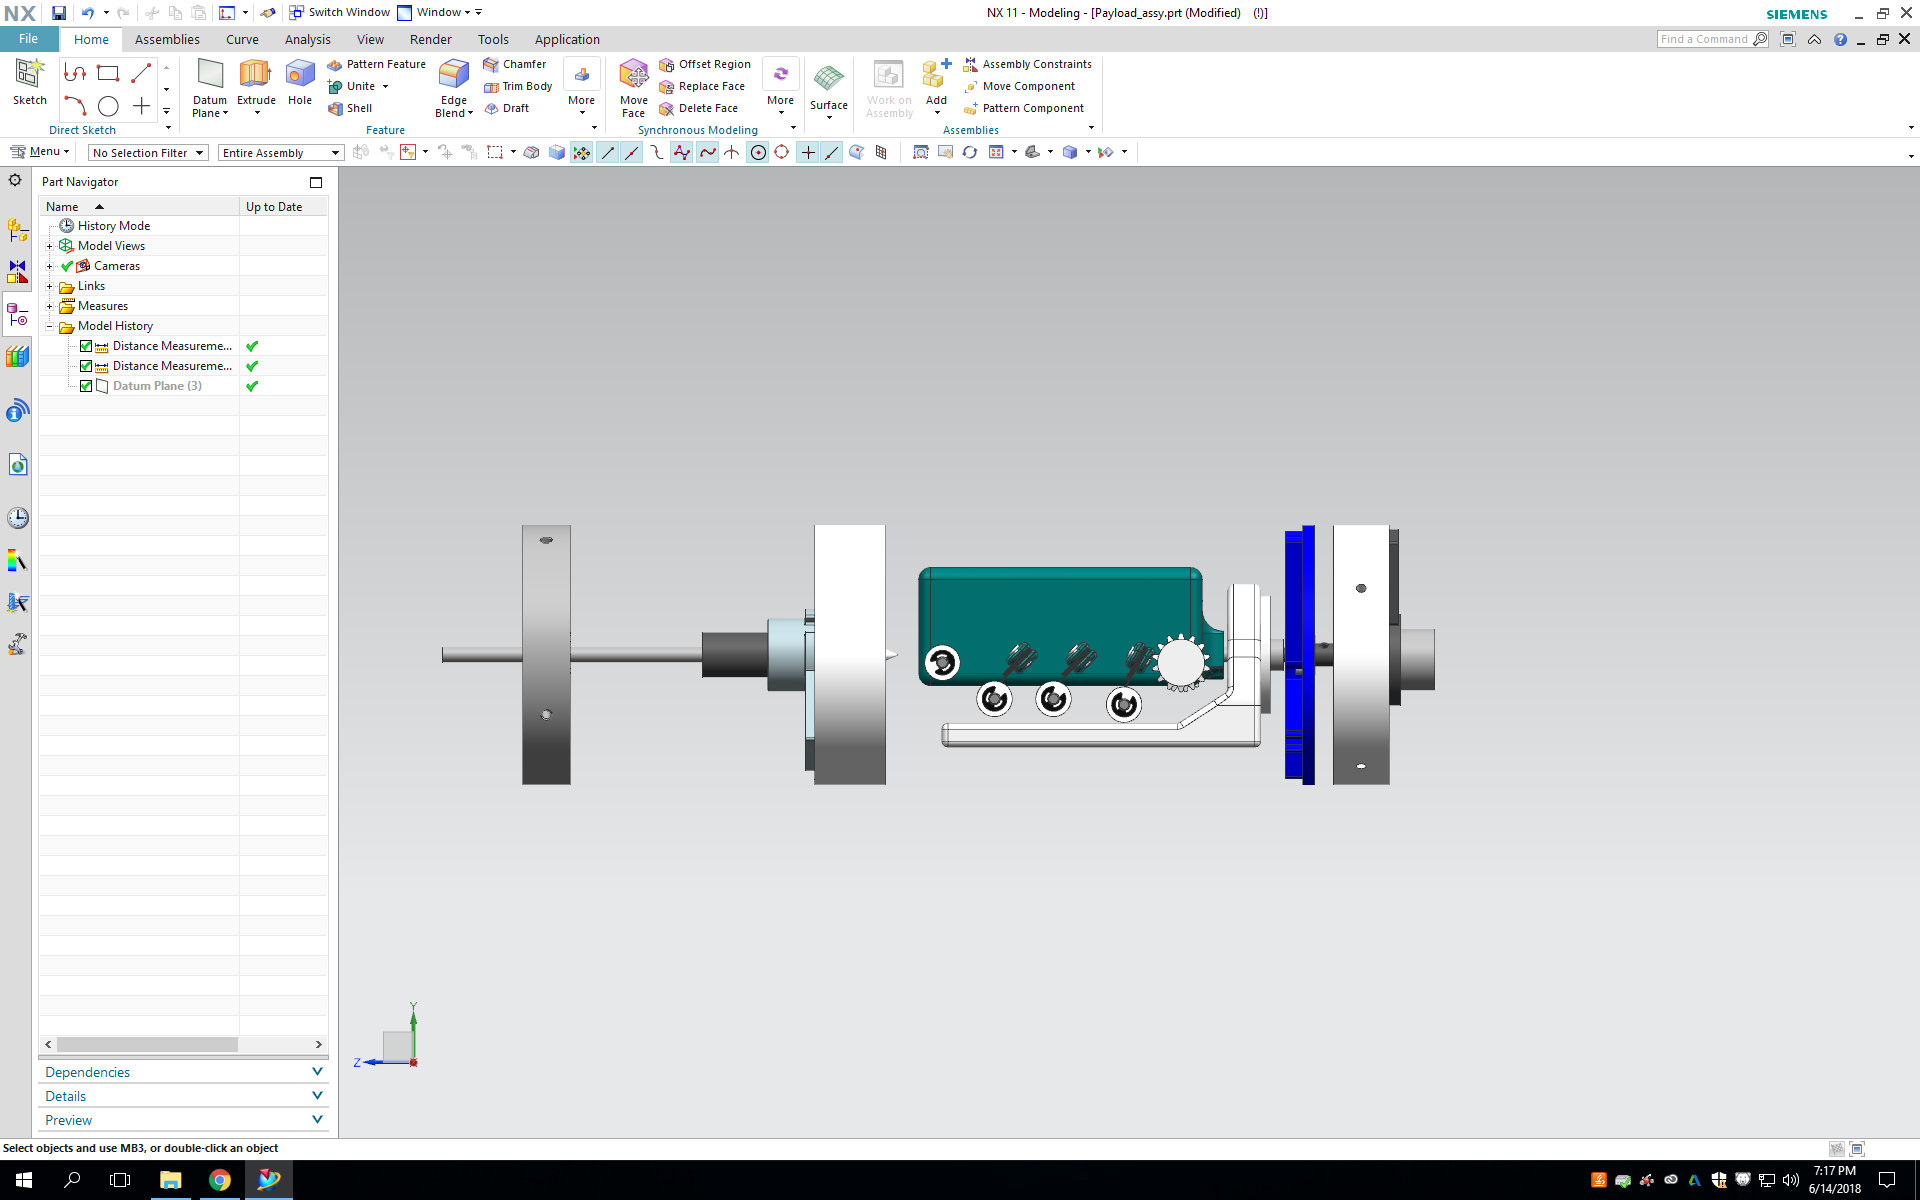 NX Switch Window Window NX 11 - Modeling - [Payload_assy.prt (Modified) (!)] SIEMENS
File Home Assemblies Curve Analysis View Render Tools Application Find a Command
Sketch
Direct Sketch
Datum Plane
Extrude
Hole
Pattern Feature
Unite
Shell
Edge Blend
Chamfer
Trim Body
Draft
More
Feature
Move Face
Offset Region
Replace Face
Delete Face
More
Synchronous Modeling
Surface
Work on Assembly
Add
Assembly Constraints
Move Component
Pattern Component
Assemblies
Menu No Selection Filter Entire Assembly
Part Navigator
Name Up to Date
History Mode
Model Views
Cameras
Links
Measures
Model History
Distance Measureme...
Distance Measureme...
Datum Plane (3)
Y
Z
Dependencies
Details
Preview
Select objects and use MB3, or double-click an object
7:17 PM
6/14/2018